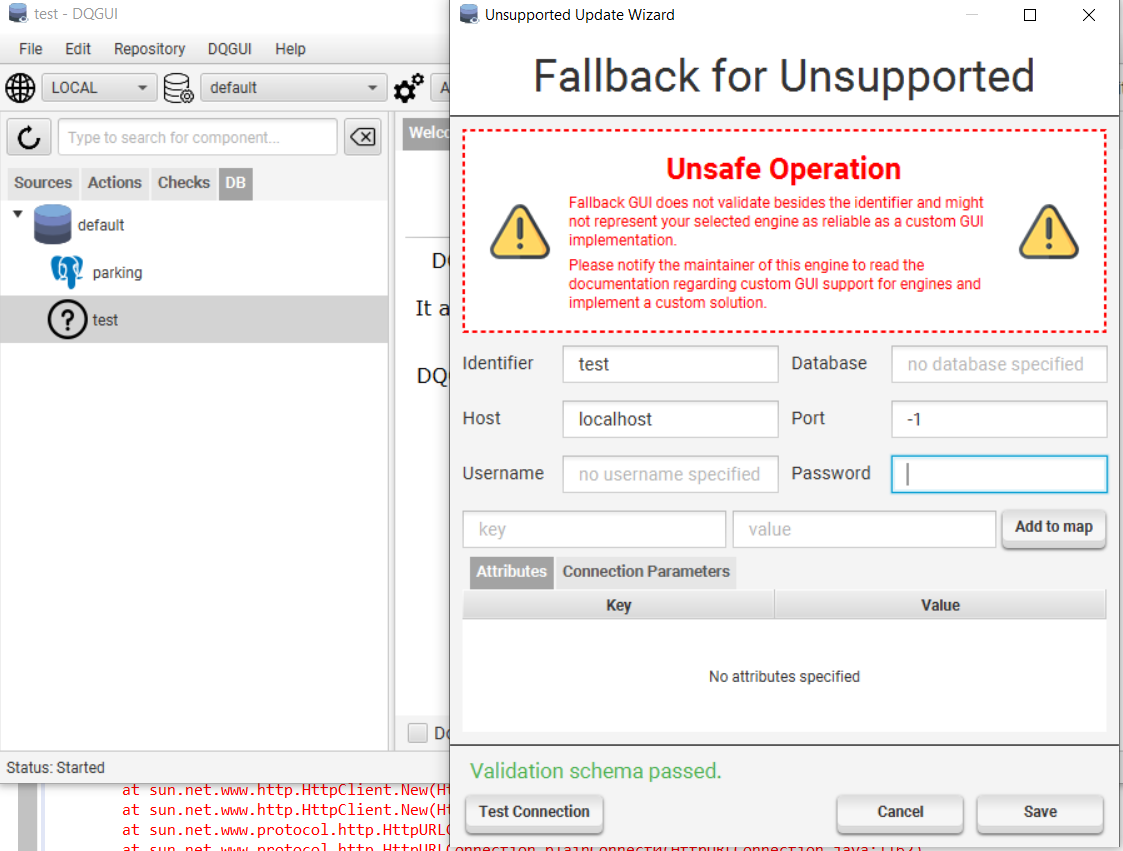 test - DQGUI
File Edit Repository DQGUI Help
LOCAL default
Type to search for component...
Sources Actions Checks DB
default
parking
test
Status: Started
Unsupported Update Wizard
Fallback for Unsupported
Unsafe Operation
Fallback GUI does not validate besides the identifier and might
not represent your selected engine as reliable as a custom GUI
implementation.
Please notify the maintainer of this engine to read the
documentation regarding custom GUI support for engines and
implement a custom solution.
Identifier test Database no database specified
Host localhost Port -1
Username no username specified Password
key value Add to map
Attributes Connection Parameters
Key Value
No attributes specified
Validation schema passed.
Test Connection Cancel Save
It a
at sun.net.www.http.HttpClient.New(Ht
at sun.net.www.http.HttpClient.New(Ht
at sun.net.www.protocol.http.HttpURLC